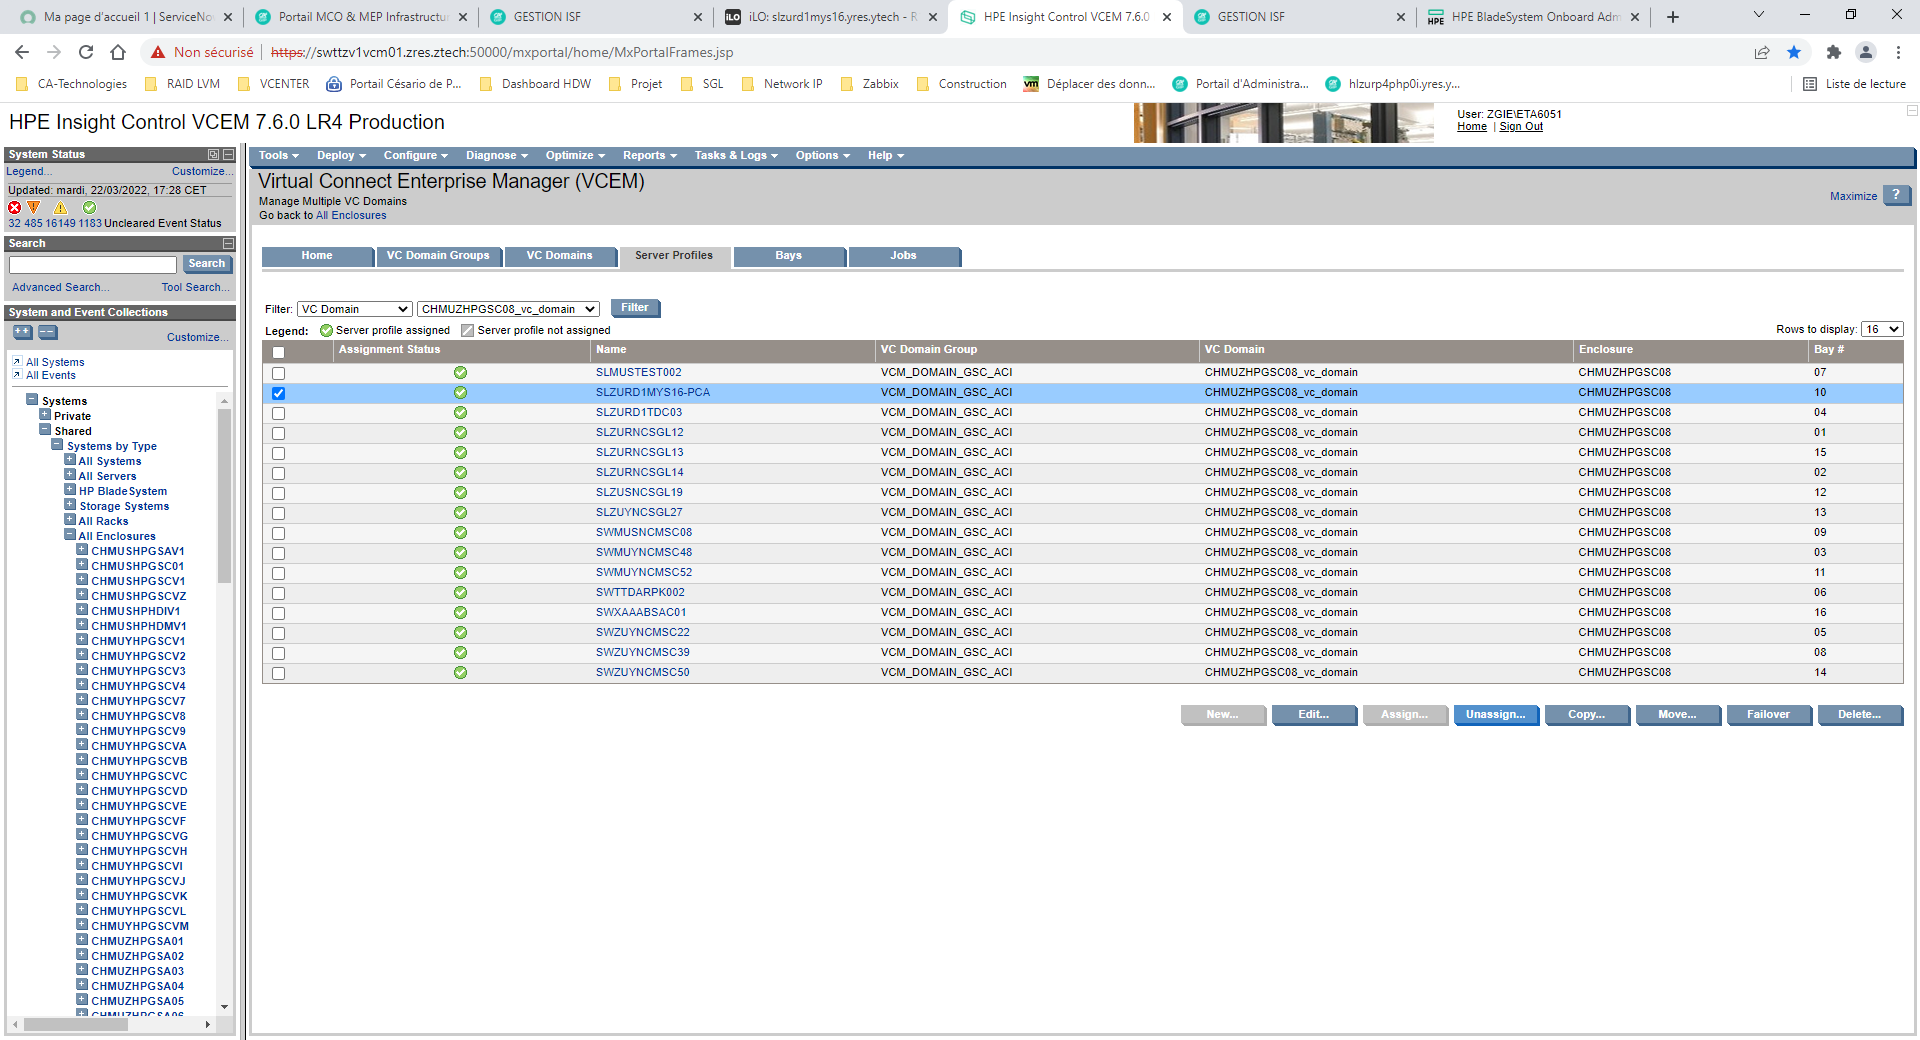 Ma page d'accueil 1 | ServiceNo
Portail MCO & MEP Infrastructur
GESTION ISF
iLO: slzurd1mys16.yres.ytech - R
HPE Insight Control VCEM 7.6.0
GESTION ISF
HPE BladeSystem Onboard Adm
Non sécurisé
https://swttzv1vcm01.zres.ztech:50000/mxportal/home/MxPortalFrames.jsp
CA-Technologies
RAID LVM
VCENTER
Portail Césario de P...
Dashboard HDW
Projet
SGL
Network IP
Zabbix
Construction
Déplacer des donn...
Portail d'Administra...
hlzurp4php0i.yres.y...
Liste de lecture
HPE Insight Control VCEM 7.6.0 LR4 Production
User: ZGIE\ETA6051
Home | Sign Out
System Status
Legend...
Customize...
Updated: mardi, 22/03/2022, 17:28 CET
32 485 16149 1183 Uncleared Event Status
Search
Search
Advanced Search...
Tool Search...
System and Event Collections
Customize...
All Systems
All Events
Systems
Private
Shared
Systems by Type
All Systems
All Servers
HP BladeSystem
Storage Systems
All Racks
All Enclosures
CHMUSHPGSAV1
CHMUSHPGSC01
CHMUSHPGSCV1
CHMUSHPGSCVZ
CHMUSHPHDIV1
CHMUSHPHDMV1
CHMUYHPGSCV1
CHMUYHPGSCV2
CHMUYHPGSCV3
CHMUYHPGSCV4
CHMUYHPGSCV7
CHMUYHPGSCV8
CHMUYHPGSCV9
CHMUYHPGSCVA
CHMUYHPGSCVB
CHMUYHPGSCVC
CHMUYHPGSCVD
CHMUYHPGSCVE
CHMUYHPGSCVF
CHMUYHPGSCVG
CHMUYHPGSCVH
CHMUYHPGSCVI
CHMUYHPGSCVJ
CHMUYHPGSCVK
CHMUYHPGSCVL
CHMUYHPGSCVM
CHMUZHPGSA01
CHMUZHPGSA02
CHMUZHPGSA03
CHMUZHPGSA04
CHMUZHPGSA05
CHMUZHPGSA06
Tools Deploy Configure Diagnose Optimize Reports Tasks & Logs Options Help
Virtual Connect Enterprise Manager (VCEM)
Manage Multiple VC Domains
Go back to All Enclosures
Maximize ?
Home
VC Domain Groups
VC Domains
Server Profiles
Bays
Jobs
Filter: VC Domain CHMUZHPGSC08_vc_domain Filter
Legend: Server profile assigned Server profile not assigned
Rows to display: 16
Assignment Status Name VC Domain Group VC Domain Enclosure Bay #
SLMUSTEST002 VCM_DOMAIN_GSC_ACI CHMUZHPGSC08_vc_domain CHMUZHPGSC08 07
SLZURD1MYS16-PCA VCM_DOMAIN_GSC_ACI CHMUZHPGSC08_vc_domain CHMUZHPGSC08 10
SLZURD1TDC03 VCM_DOMAIN_GSC_ACI CHMUZHPGSC08_vc_domain CHMUZHPGSC08 04
SLZURNCSGL12 VCM_DOMAIN_GSC_ACI CHMUZHPGSC08_vc_domain CHMUZHPGSC08 01
SLZURNCSGL13 VCM_DOMAIN_GSC_ACI CHMUZHPGSC08_vc_domain CHMUZHPGSC08 15
SLZURNCSGL14 VCM_DOMAIN_GSC_ACI CHMUZHPGSC08_vc_domain CHMUZHPGSC08 02
SLZUSNCSGL19 VCM_DOMAIN_GSC_ACI CHMUZHPGSC08_vc_domain CHMUZHPGSC08 12
SLZUYNCSGL27 VCM_DOMAIN_GSC_ACI CHMUZHPGSC08_vc_domain CHMUZHPGSC08 13
SWMUSNCMSC08 VCM_DOMAIN_GSC_ACI CHMUZHPGSC08_vc_domain CHMUZHPGSC08 09
SWMUYNCMSC48 VCM_DOMAIN_GSC_ACI CHMUZHPGSC08_vc_domain CHMUZHPGSC08 03
SWMUYNCMSC52 VCM_DOMAIN_GSC_ACI CHMUZHPGSC08_vc_domain CHMUZHPGSC08 11
SWTTDARPK002 VCM_DOMAIN_GSC_ACI CHMUZHPGSC08_vc_domain CHMUZHPGSC08 06
SWXAAABSAC01 VCM_DOMAIN_GSC_ACI CHMUZHPGSC08_vc_domain CHMUZHPGSC08 16
SWZUYNCMSC22 VCM_DOMAIN_GSC_ACI CHMUZHPGSC08_vc_domain CHMUZHPGSC08 05
SWZUYNCMSC39 VCM_DOMAIN_GSC_ACI CHMUZHPGSC08_vc_domain CHMUZHPGSC08 08
SWZUYNCMSC50 VCM_DOMAIN_GSC_ACI CHMUZHPGSC08_vc_domain CHMUZHPGSC08 14
New... Edit... Assign... Unassign... Copy... Move... Failover Delete...